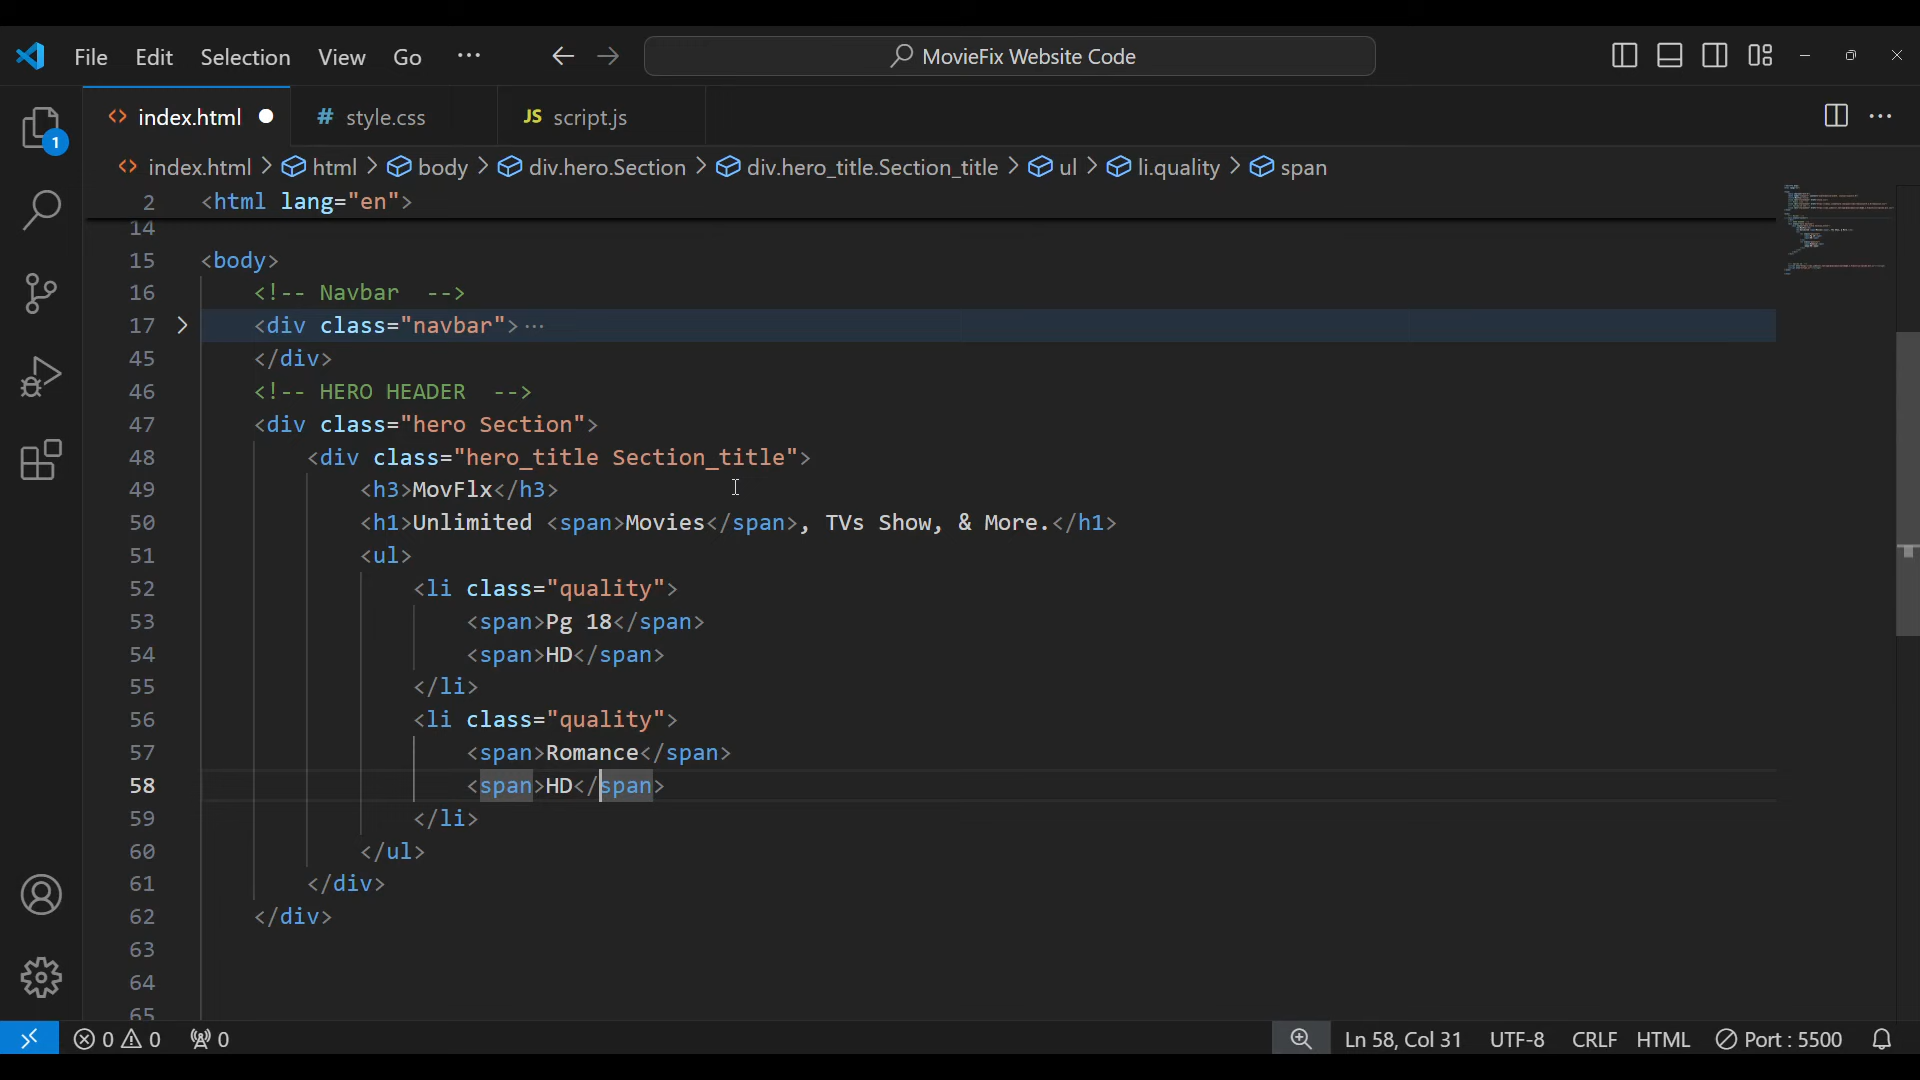 File Edit Selection View Go ··· MovieFix Website Code
1
index.html style.css JS script.js
index.html > html > body > div.hero.Section > div.hero_title.Section_title > ul > li.quality > span
2 <html lang="en">
14
15 <body>
16 <!-- Navbar -->
17 <div class="navbar">···
45 </div>
46 <!-- HERO HEADER -->
47 <div class="hero Section">
48 <div class="hero_title Section_title">
49 <h3>MovFlx</h3>
50 <h1>Unlimited <span>Movies</span>, TVs Show, & More.</h1>
51 <ul>
52 <li class="quality">
53 <span>Pg 18</span>
54 <span>HD</span>
55 </li>
56 <li class="quality">
57 <span>Romance</span>
58 <span>HD</span>
59 </li>
60 </ul>
61 </div>
62 </div>
63
64
65
0 0 0 Ln 58, Col 31 UTF-8 CRLF HTML Port : 5500